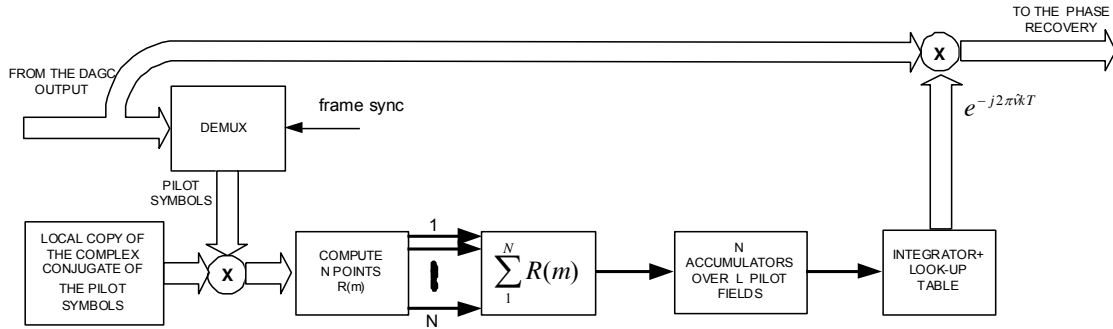 TO THE PHASE
RECOVERY
X
FROM THE DAGC
OUTPUT
frame sync
DEMUX
e^{-j2πν̂kT}
PILOT
SYMBOLS
LOCAL COPY OF
THE COMPLEX
CONJUGATE OF
THE PILOT
SYMBOLS
X
COMPUTE
N POINTS
R(m)
1
N
N
∑ R(m)
1
N
ACCUMULATORS
OVER L PILOT
FIELDS
INTEGRATOR+
LOOK-UP
TABLE